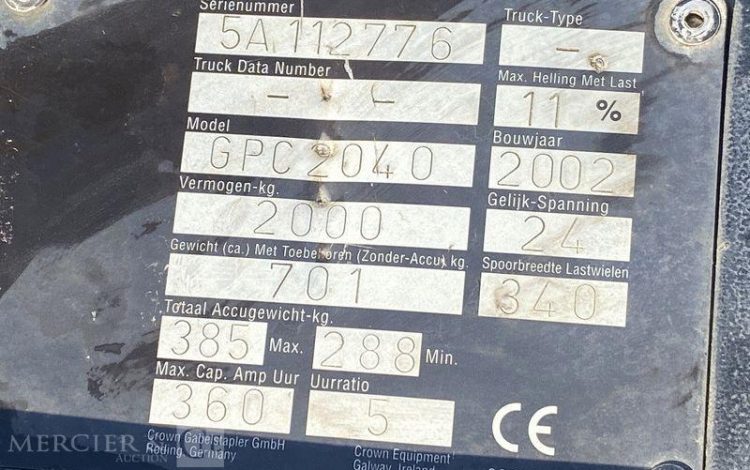 Serienummer Truck-Type
5A112776 -
Truck Data Number Max. Helling Met Last
- - 11 %
Model Bouwjaar
GPC2040 2002
Vermogen-kg. Gelijk-Spanning
2000 24
Gewicht (ca.) Met Toebehoren (Zonder-Accu) kg. Spoorbreedte Lastwielen
701 340
Totaal Accugewicht-kg.
385 Max. 288 Min.
Max. Cap. Amp Uur Uurratio
360 5
CE
Crown Gabelstapler GmbH Crown Equipment
Roding, Germany Galway, Ireland
MERCIER
AUCTION